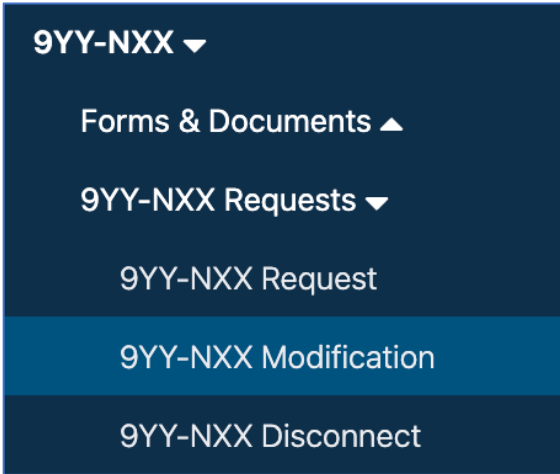 9YY-NXX
Forms & Documents
9YY-NXX Requests
9YY-NXX Request
9YY-NXX Modification
9YY-NXX Disconnect